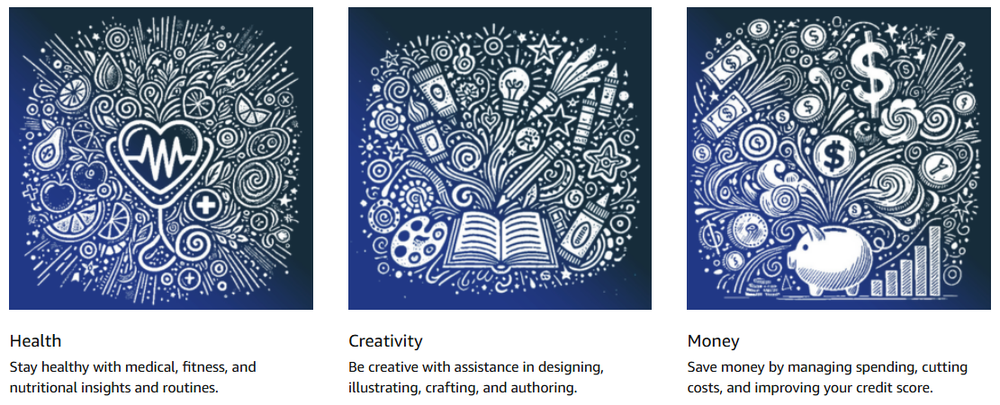 Health
Stay healthy with medical, fitness, and
nutritional insights and routines.
Creativity
Be creative with assistance in designing,
illustrating, crafting, and authoring.
Money
Save money by managing spending, cutting
costs, and improving your credit score.